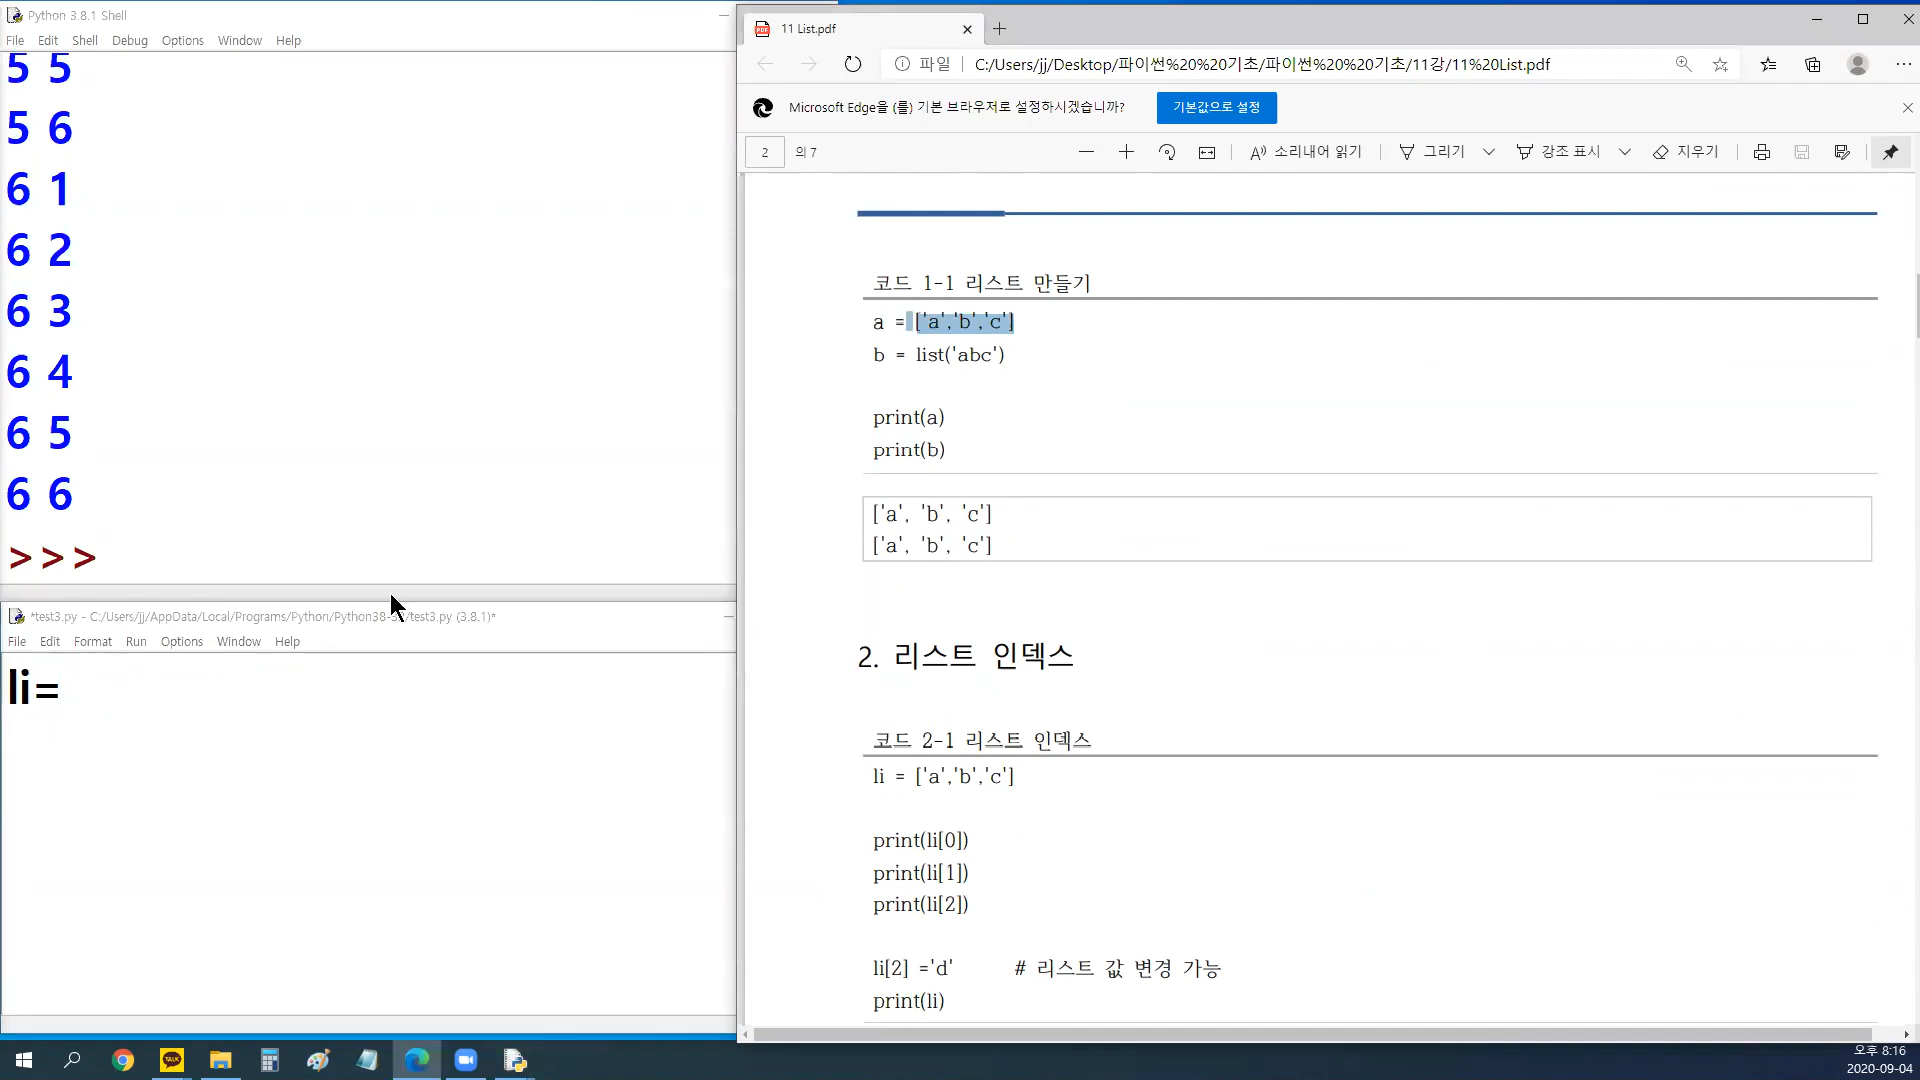 Python 3.8.1 Shell
File Edit Shell Debug Options Window Help
5 5
5 6
6 1
6 2
6 3
6 4
6 5
6 6
>>>
*test3.py - C:/Users/jj/AppData/Local/Programs/Python/Python38-3 /test3.py (3.8.1)*
File Edit Format Run Options Window Help
li=
11 List.pdf
파일 C:/Users/jj/Desktop/파이썬%20%20기초/파이썬%20%20기초/11강/11%20List.pdf
Microsoft Edge을 (를) 기본 브라우저로 설정하시겠습니까? 기본값으로 설정
2 의 7 소리내어 읽기 그리기 강조 표시 지우기
코드 1-1 리스트 만들기
a = ['a','b','c']
b = list('abc')
print(a)
print(b)
['a', 'b', 'c']
['a', 'b', 'c']
2. 리스트 인덱스
코드 2-1 리스트 인덱스
li = ['a','b','c']
print(li[0])
print(li[1])
print(li[2])
li[2] ='d' # 리스트 값 변경 가능
print(li)
TALK
오후 8:16
2020-09-04